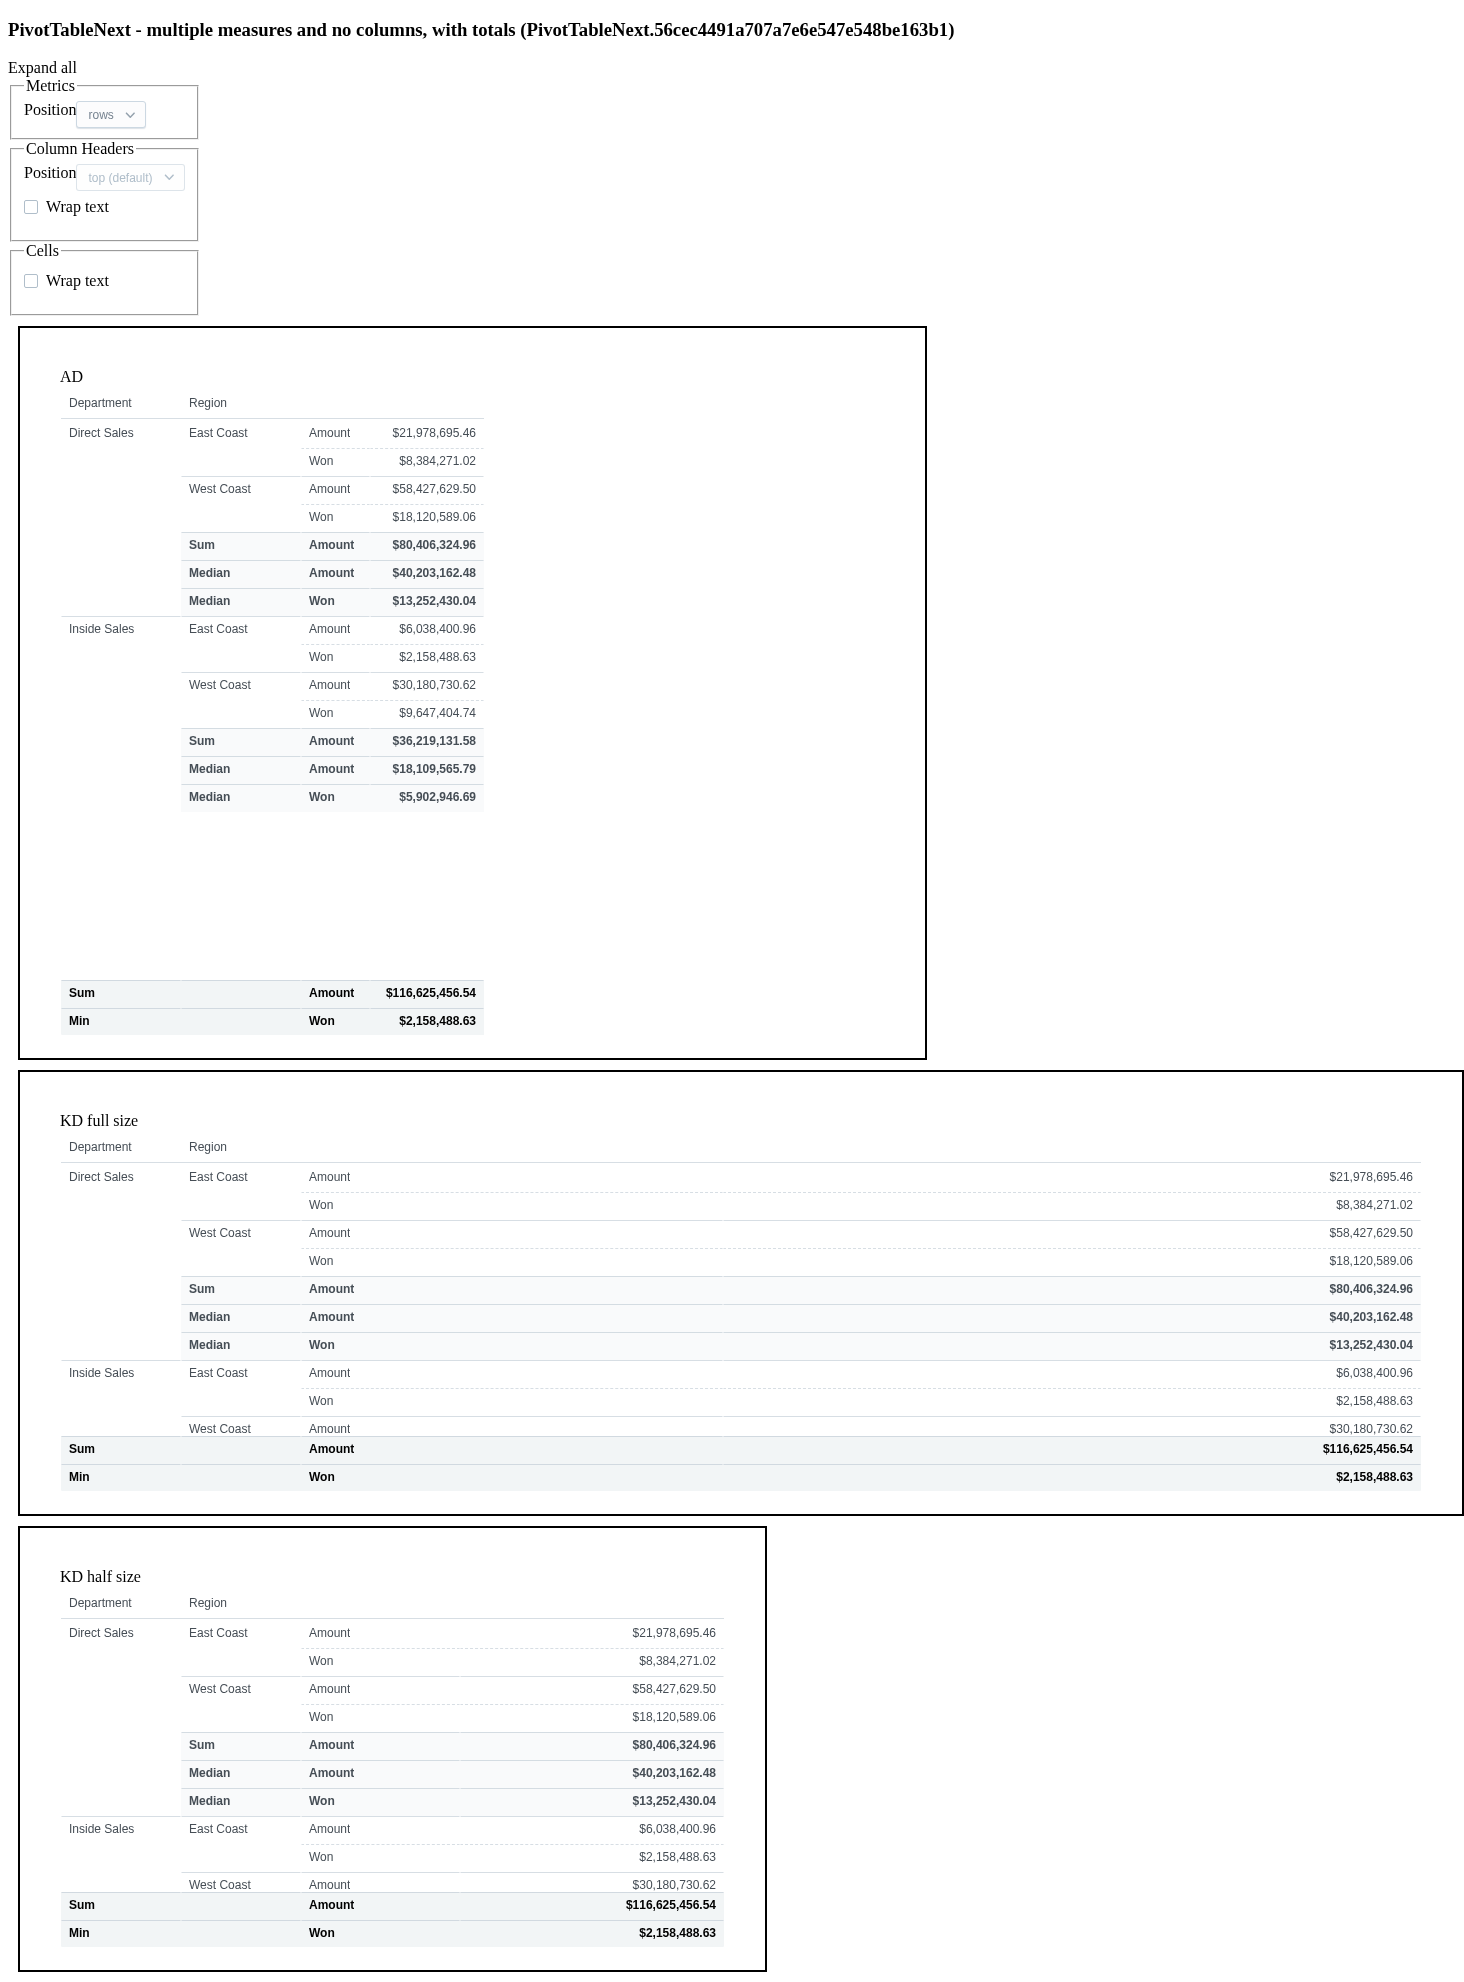 PivotTableNext - multiple measures and no columns, with totals (PivotTableNext.56cec4491a707a7e6e547e548be163b1)
Expand all
Metrics
Position rows
Column Headers
Position top (default)
Wrap text
Cells
Wrap text
AD
Department Region
Direct Sales East Coast Amount $21,978,695.46
Won $8,384,271.02
West Coast Amount $58,427,629.50
Won $18,120,589.06
Sum Amount $80,406,324.96
Median Amount $40,203,162.48
Median Won $13,252,430.04
Inside Sales East Coast Amount $6,038,400.96
Won $2,158,488.63
West Coast Amount $30,180,730.62
Won $9,647,404.74
Sum Amount $36,219,131.58
Median Amount $18,109,565.79
Median Won $5,902,946.69
Sum Amount $116,625,456.54
Min Won $2,158,488.63
KD full size
Department Region
Direct Sales East Coast Amount $21,978,695.46
Won $8,384,271.02
West Coast Amount $58,427,629.50
Won $18,120,589.06
Sum Amount $80,406,324.96
Median Amount $40,203,162.48
Median Won $13,252,430.04
Inside Sales East Coast Amount $6,038,400.96
Won $2,158,488.63
West Coast Amount $30,180,730.62
Sum Amount $116,625,456.54
Min Won $2,158,488.63
KD half size
Department Region
Direct Sales East Coast Amount $21,978,695.46
Won $8,384,271.02
West Coast Amount $58,427,629.50
Won $18,120,589.06
Sum Amount $80,406,324.96
Median Amount $40,203,162.48
Median Won $13,252,430.04
Inside Sales East Coast Amount $6,038,400.96
Won $2,158,488.63
West Coast Amount $30,180,730.62
Sum Amount $116,625,456.54
Min Won $2,158,488.63